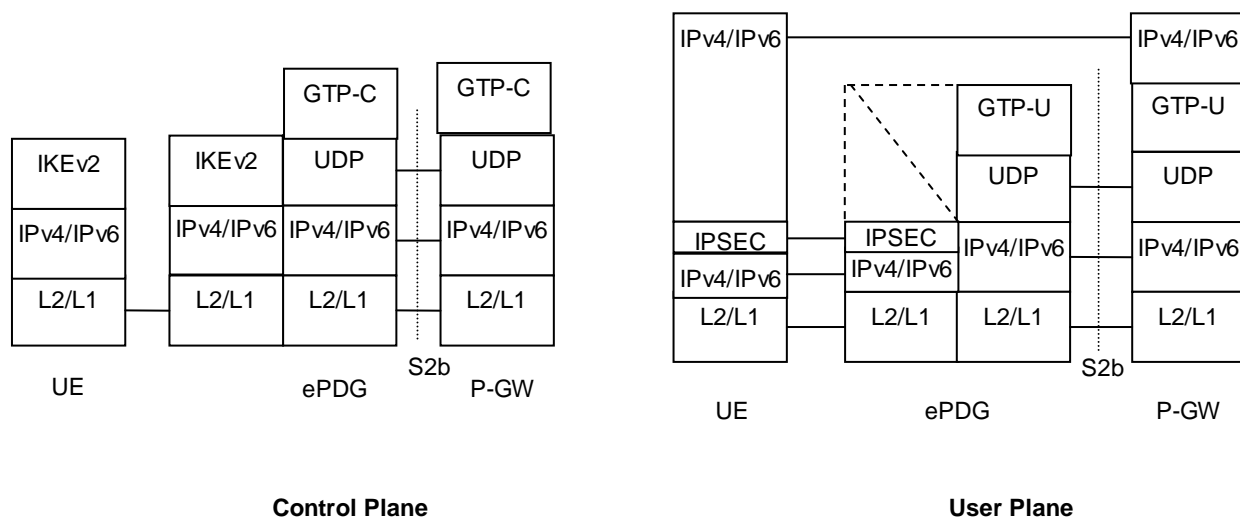 GTP-C
GTP-C
IKEv2
IKEv2
UDP
UDP
IPv4/IPv6
IPv4/IPv6
IPv4/IPv6
IPv4/IPv6
L2/L1
L2/L1
L2/L1
L2/L1
S2b
UE
ePDG
P-GW
Control Plane
IPv4/IPv6
IPv4/IPv6
GTP-U
GTP-U
UDP
UDP
IPSEC
IPSEC
IPv4/IPv6
IPv4/IPv6
IPv4/IPv6
IPv4/IPv6
L2/L1
L2/L1
L2/L1
L2/L1
S2b
UE
ePDG
P-GW
User Plane